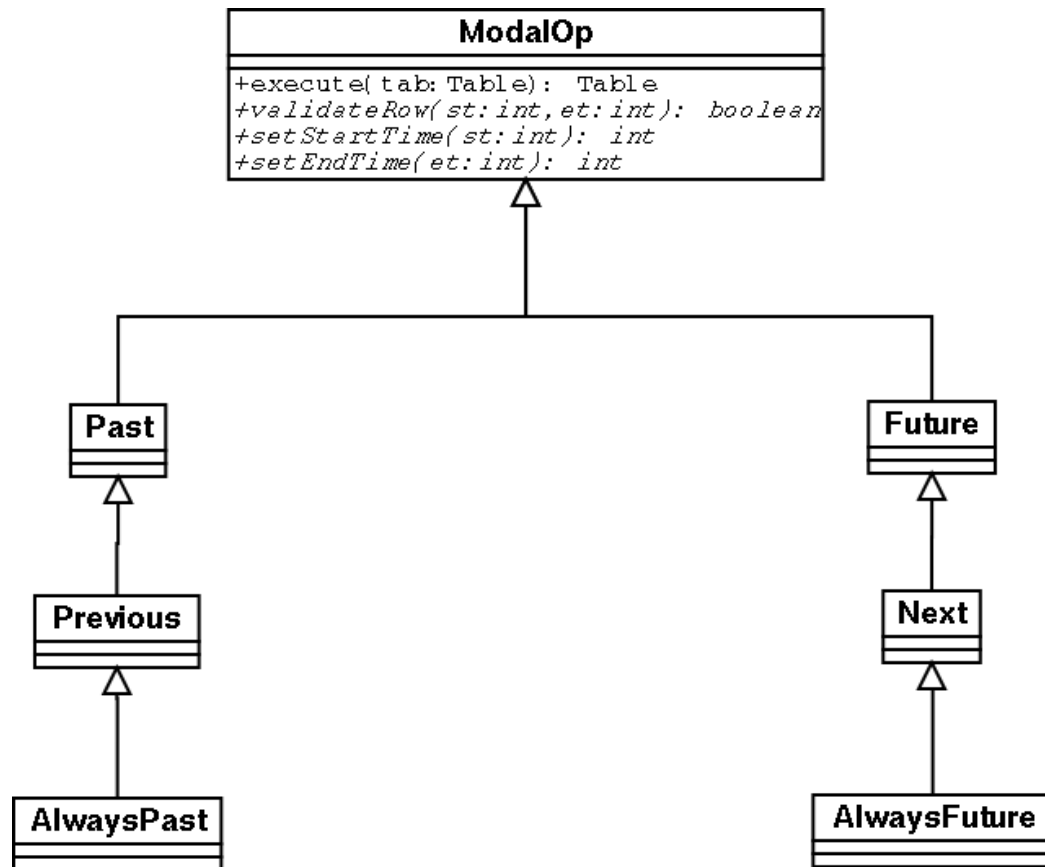 ModalOp
+execute(tab:Table): Table
+validateRow(st:int,et:int): boolean
+setStartTime(st:int): int
+setEndTime(et:int): int
Past
Future
Previous
Next
AlwaysPast
AlwaysFuture